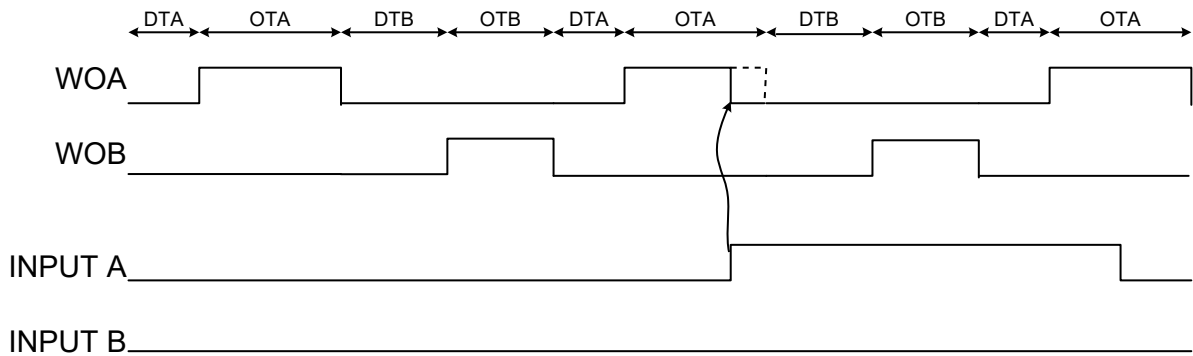 DTA OTA DTB OTB DTA OTA DTB OTB DTA OTA
WOA
WOB
INPUT A
INPUT B